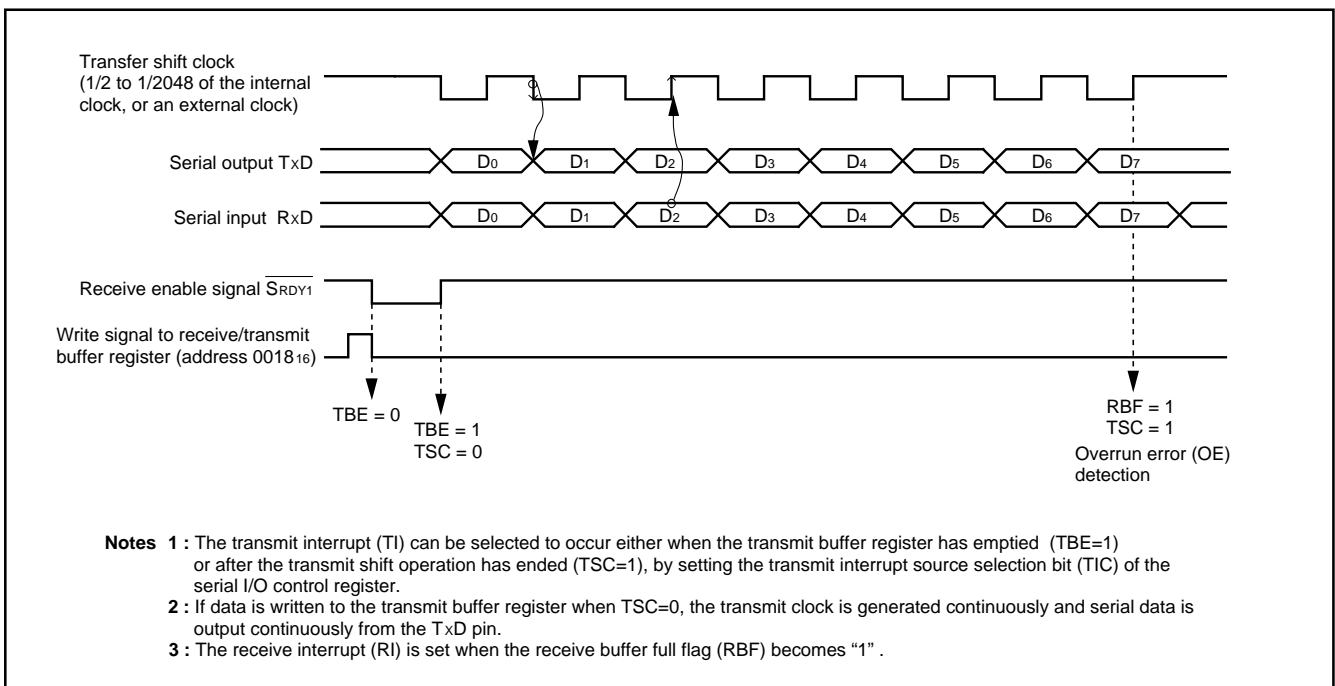 Transfer shift clock
(1/2 to 1/2048 of the internal
clock, or an external clock)
Serial output TxD
D0 D1 D2 D3 D4 D5 D6 D7
Serial input RxD
D0 D1 D2 D3 D4 D5 D6 D7
Receive enable signal SRDY1
Write signal to receive/transmit
buffer register (address 001816)
TBE = 0
TBE = 1
TSC = 0
RBF = 1
TSC = 1
Overrun error (OE)
detection
Notes 1 : The transmit interrupt (TI) can be selected to occur either when the transmit buffer register has emptied (TBE=1)
or after the transmit shift operation has ended (TSC=1), by setting the transmit interrupt source selection bit (TIC) of the
serial I/O control register.
2 : If data is written to the transmit buffer register when TSC=0, the transmit clock is generated continuously and serial data is
output continuously from the TxD pin.
3 : The receive interrupt (RI) is set when the receive buffer full flag (RBF) becomes “1” .